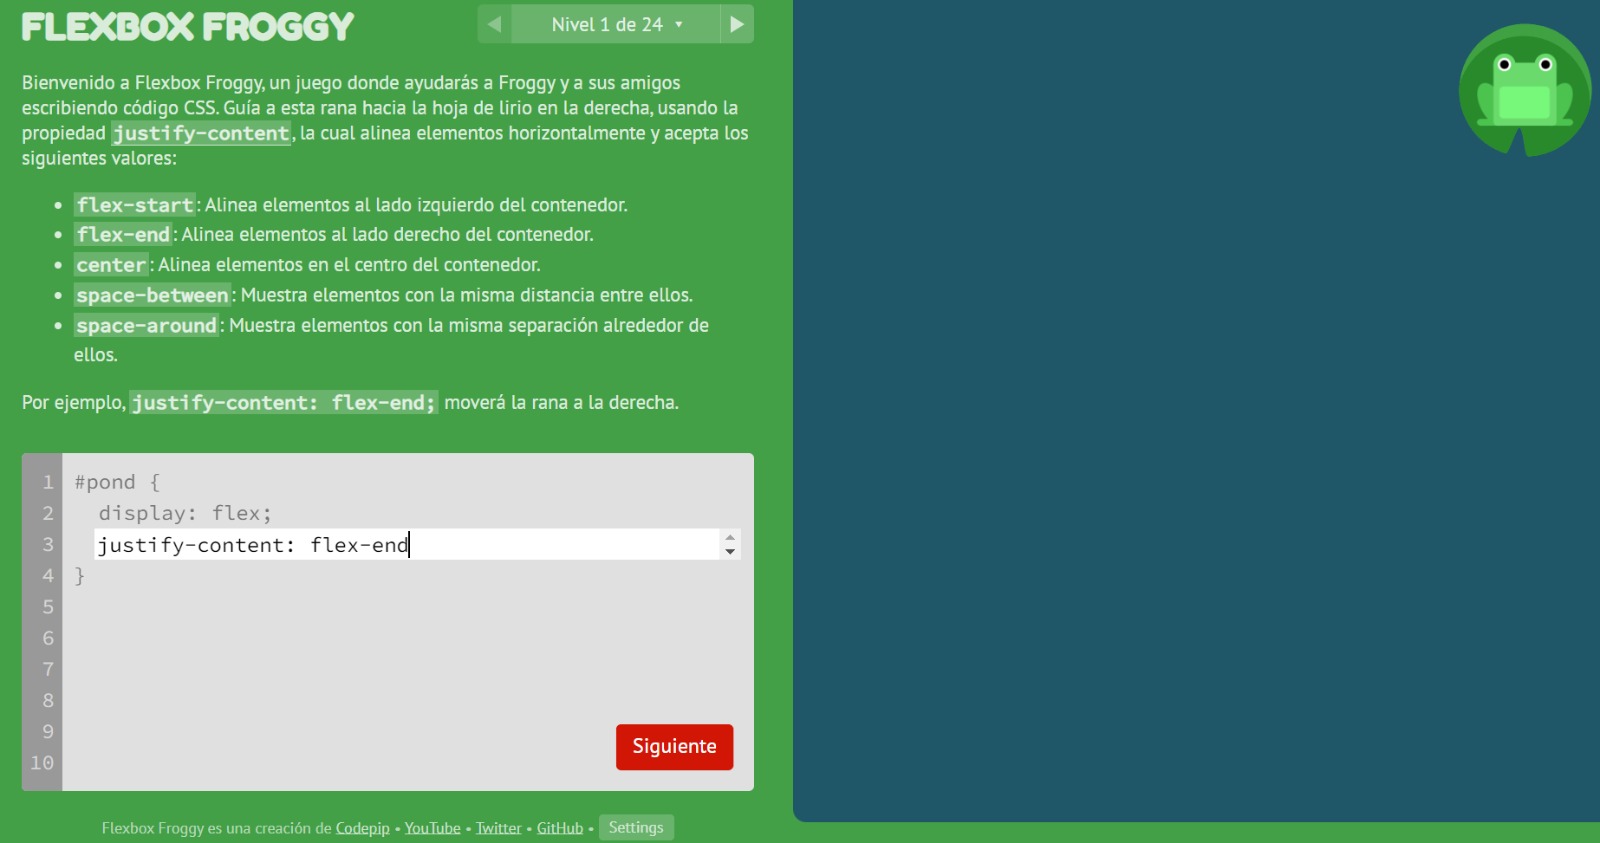 FLEXBOX FROGGY
Nivel 1 de 24
Bienvenido a Flexbox Froggy, un juego donde ayudarás a Froggy y a sus amigos
escribiendo código CSS. Guía a esta rana hacia la hoja de lirio en la derecha, usando la
propiedad justify-content, la cual alinea elementos horizontalmente y acepta los
siguientes valores:
• flex-start: Alinea elementos al lado izquierdo del contenedor.
• flex-end: Alinea elementos al lado derecho del contenedor.
• center: Alinea elementos en el centro del contenedor.
• space-between: Muestra elementos con la misma distancia entre ellos.
• space-around: Muestra elementos con la misma separación alrededor de
ellos.
Por ejemplo, justify-content: flex-end; moverá la rana a la derecha.
1 #pond {
2 display: flex;
3 justify-content: flex-end
4 }
5
6
7
8
9
10
Siguiente
Flexbox Froggy es una creación de Codepip • YouTube • Twitter • GitHub • Settings